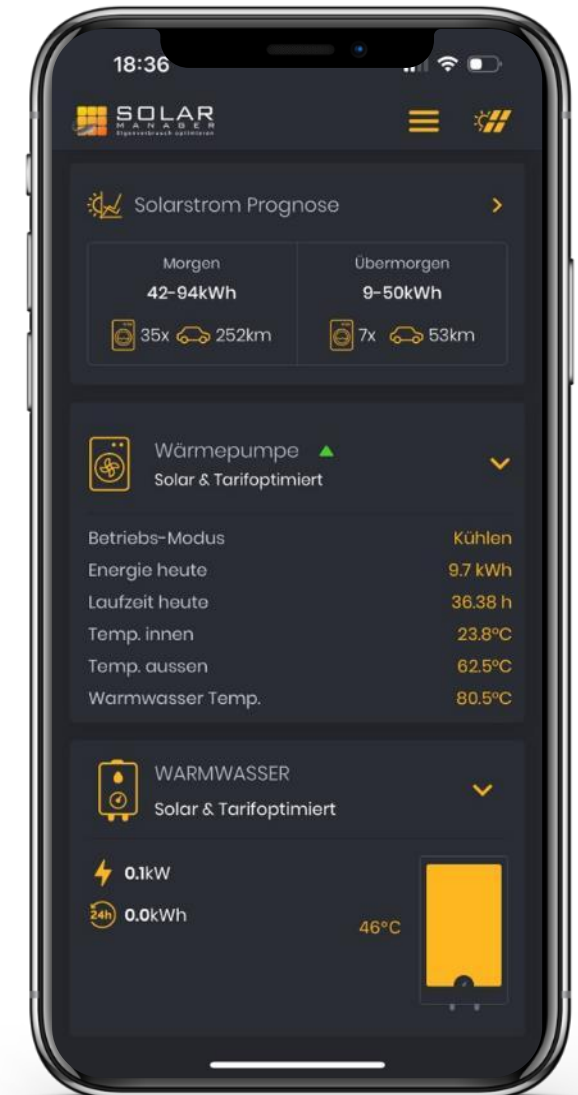 18:36
SOLAR
MANAGER
Eigenverbrauch optimieren
Solarstrom Prognose
Morgen
42-94kWh
35x 252km
Übermorgen
9-50kWh
7x 53km
Wärmepumpe
Solar & Tarifoptimiert
Betriebs-Modus Kühlen
Energie heute 9.7 kWh
Laufzeit heute 36.38 h
Temp. innen 23.8°C
Temp. aussen 62.5°C
Warmwasser Temp. 80.5°C
WARMWASSER
Solar & Tarifoptimiert
0.1kW
24h 0.0kWh
46°C